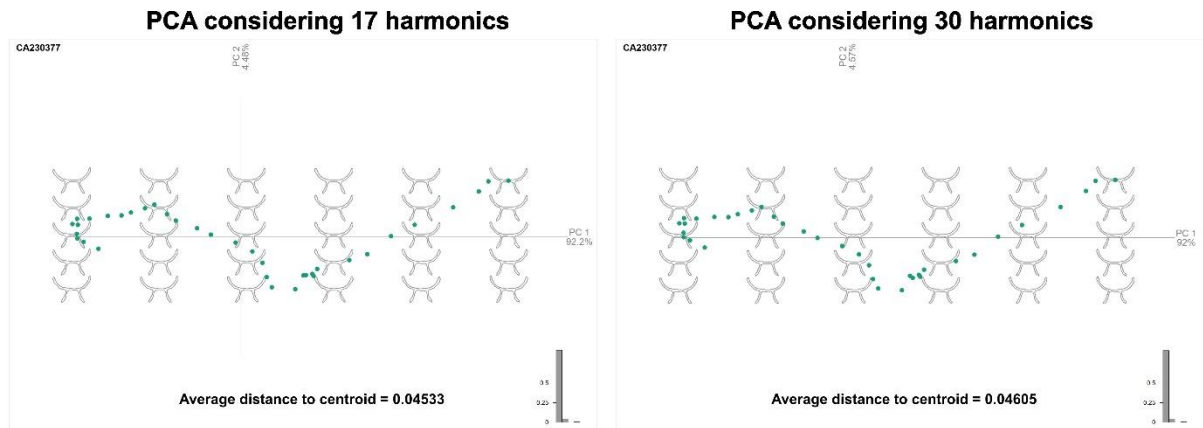 PCA considering 17 harmonics
CA230377
PC 2
4.48%
PC 1
92.2%
0.5
0.25
0
Average distance to centroid = 0.04533
PCA considering 30 harmonics
CA230377
PC 2
4.57%
PC 1
92%
0.5
0.25
0
Average distance to centroid = 0.04605